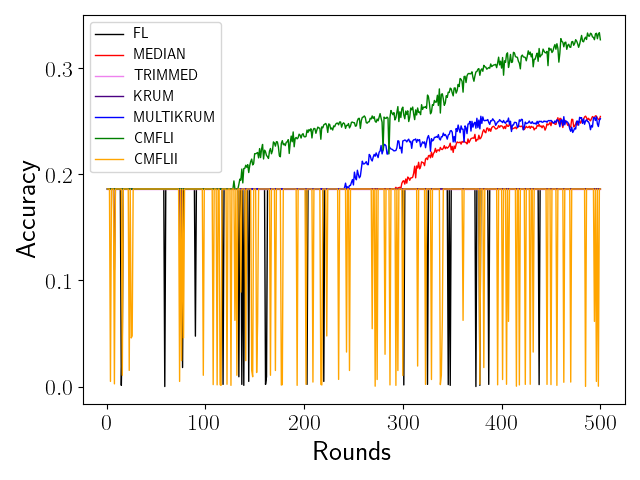 FL
MEDIAN
TRIMMED
KRUM
MULTIKRUM
CMFLI
CMFLII
0.3
0.2
0.1
0.0
Accuracy
0 100 200 300 400 500
Rounds